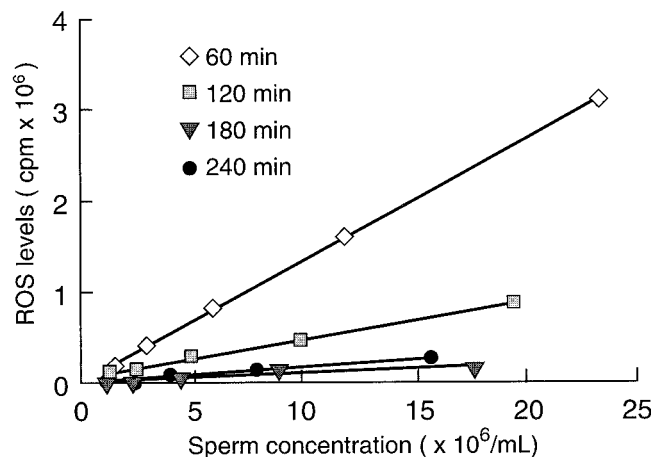 4
3
2
1
0
ROS levels ( cpm x 10⁶)
60 min
120 min
180 min
240 min
0 5 10 15 20 25
Sperm concentration ( x 10⁶/mL)